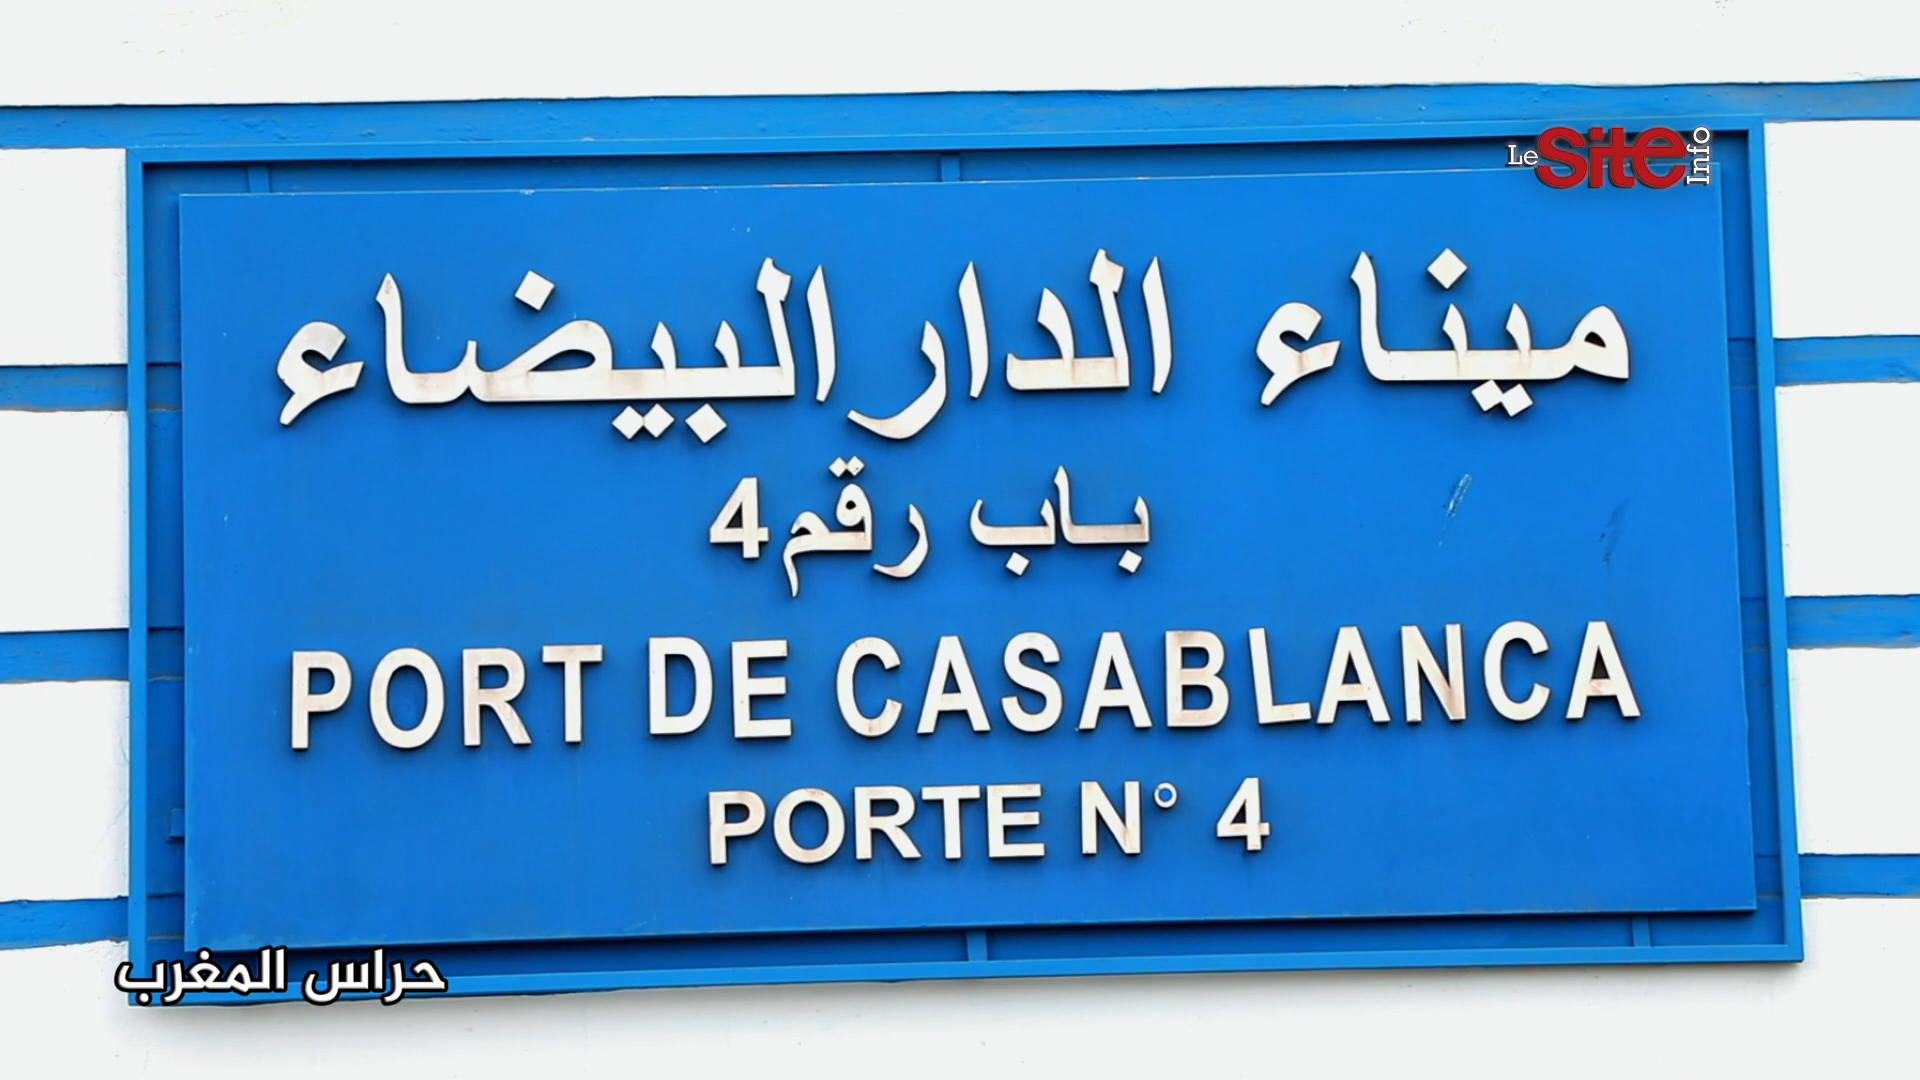 Le Site Info
ميناء الدار البيضاء
باب رقم 4
PORT DE CASABLANCA
PORTE N° 4
حراس المغرب